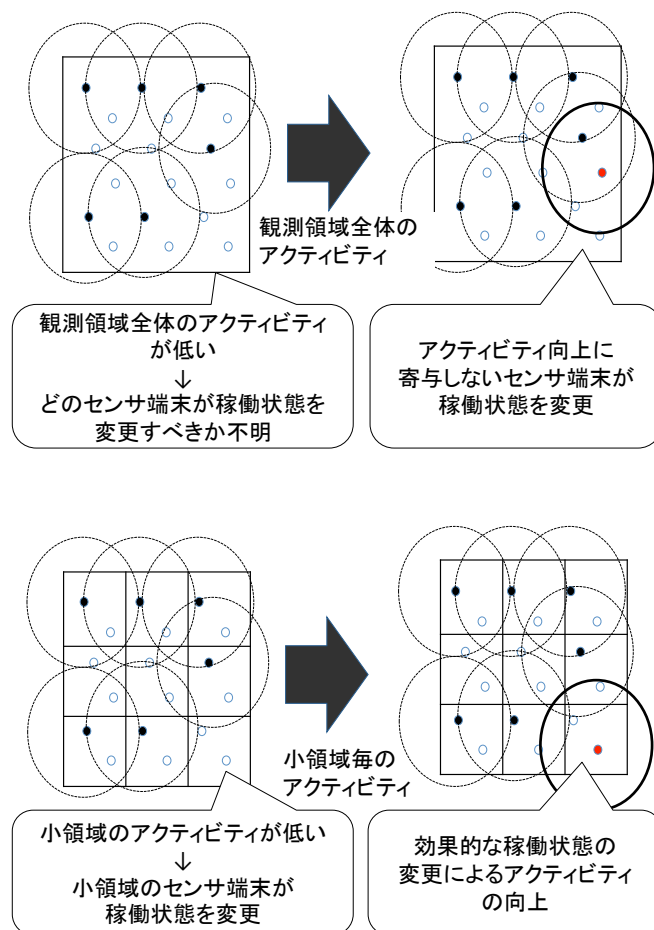 観測領域全体の
アクティビティ
観測領域全体のアクティビティ
が低い
↓
どのセンサ端末が稼働状態を
変更すべきか不明
アクティビティ向上に
寄与しないセンサ端末が
稼働状態を変更
小領域毎の
アクティビティ
小領域のアクティビティが低い
↓
小領域のセンサ端末が
稼働状態を変更
効果的な稼働状態の
変更によるアクティビティ
の向上